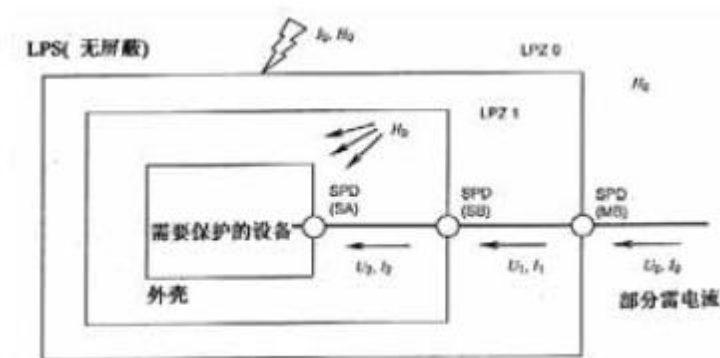 I₀, H₀
LPS( 无屏蔽)
LPZ 0
H₀
LPZ 1
H₀
SPD
(SA)
SPD
(SB)
SPD
(MB)
需要保护的设备
U₂, I₂
U₁, I₁
U₀, I₀
外壳
部分雷电流